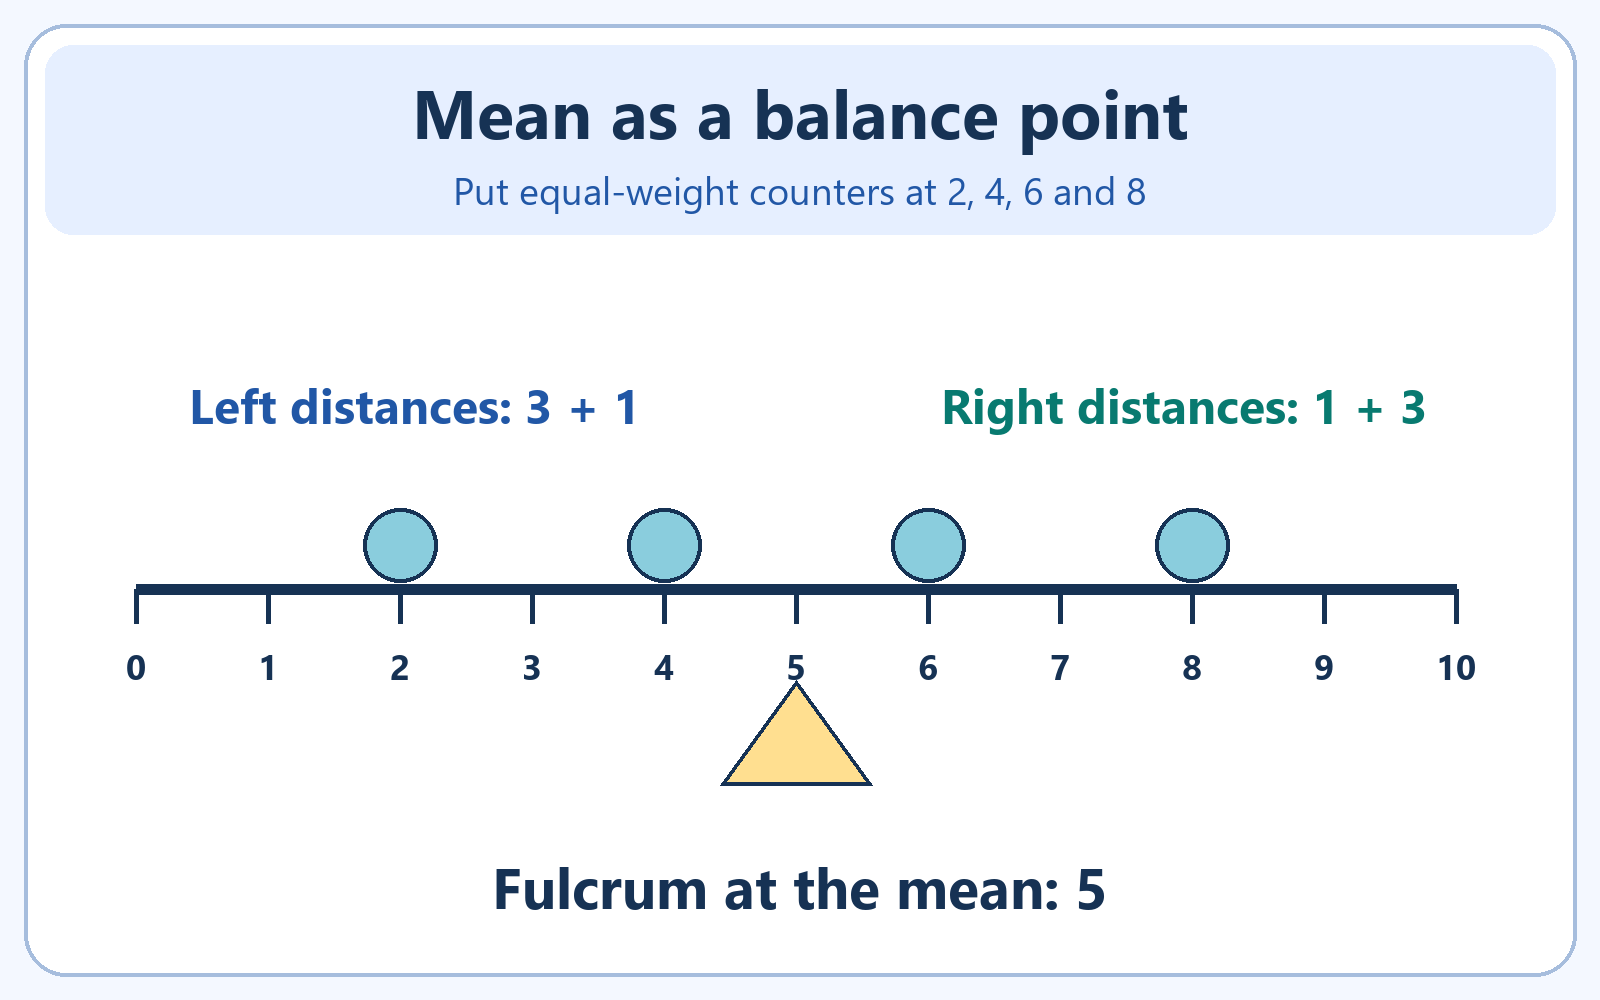 Mean as a balance point
Put equal-weight counters at 2, 4, 6 and 8
Left distances: 3 + 1
Right distances: 1 + 3
0 1 2 3 4 5 6 7 8 9 10
Fulcrum at the mean: 5